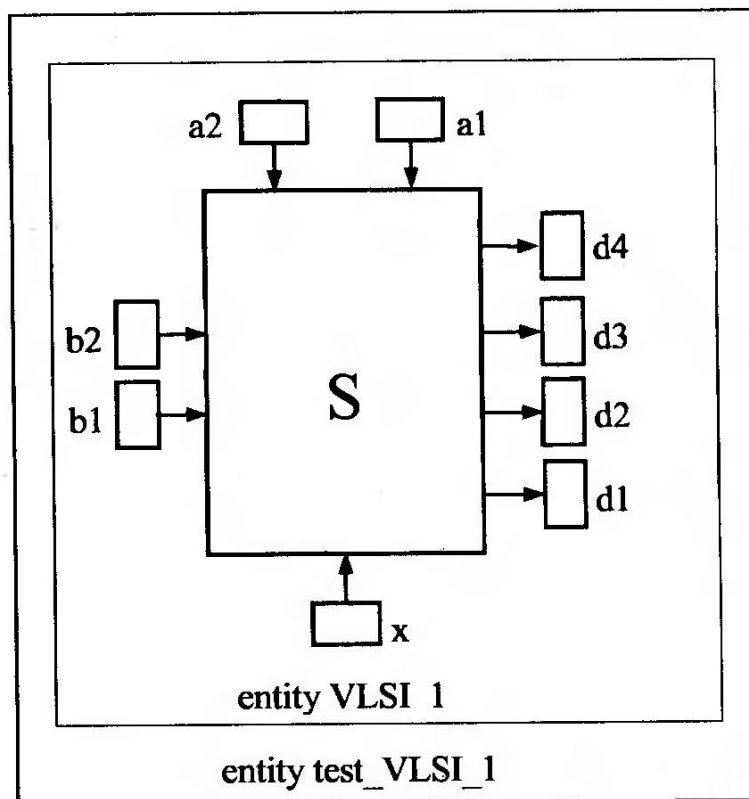 a2
a1
d4
b2
d3
S
b1
d2
d1
x
entity VLSI_1
entity test_VLSI_1